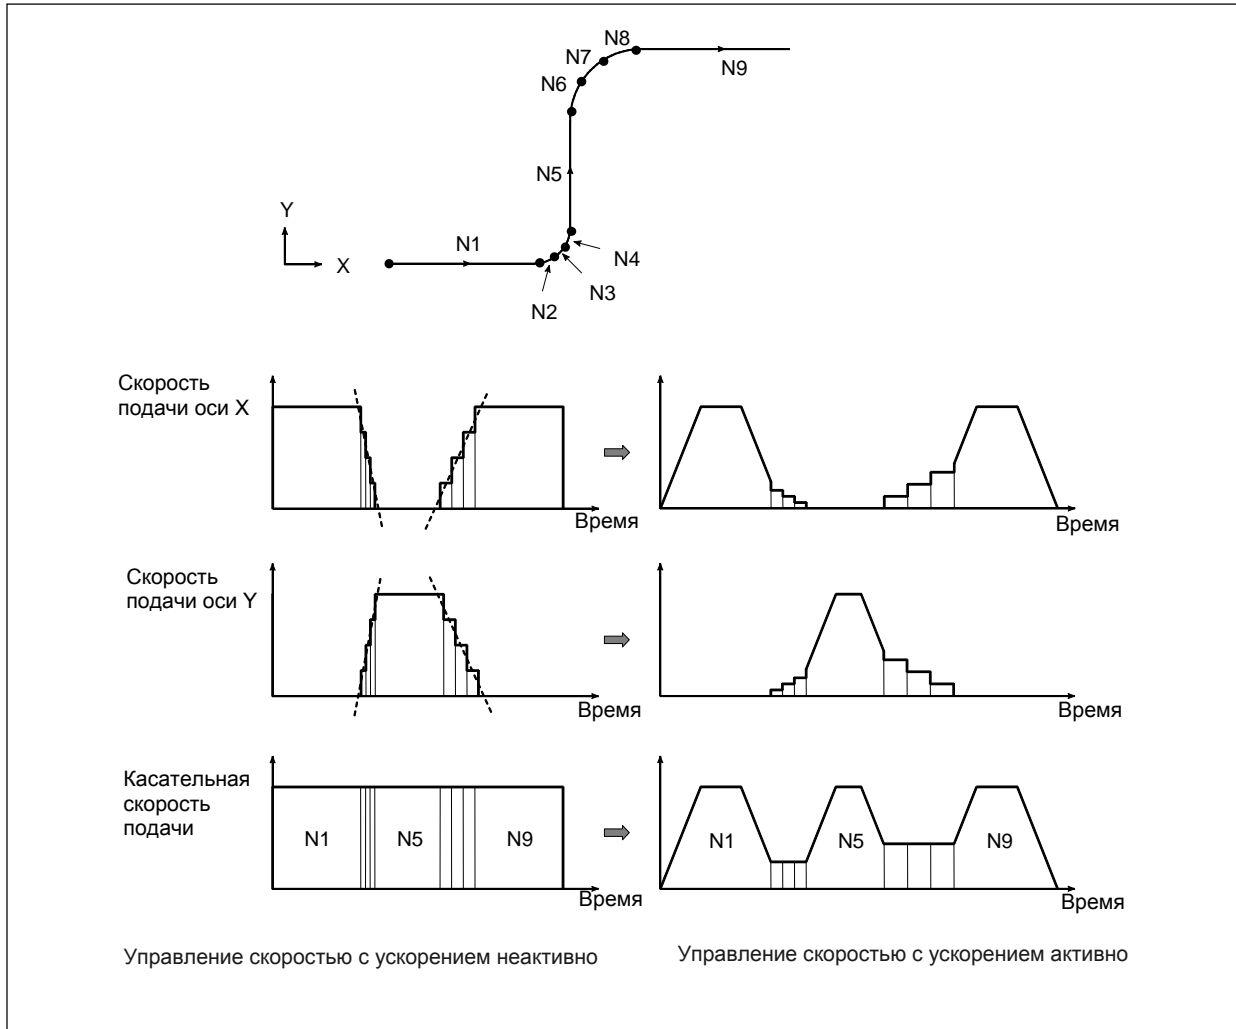 N8
N7
N6
N9
N5
Y
N1
X
N4
N3
N2
Скорость
подачи оси X
Время
Время
Скорость
подачи оси Y
Время
Время
Касательная
скорость
подачи
N1
N5
N9
N1
N5
N9
Время
Время
Управление скоростью с ускорением неактивно
Управление скоростью с ускорением активно